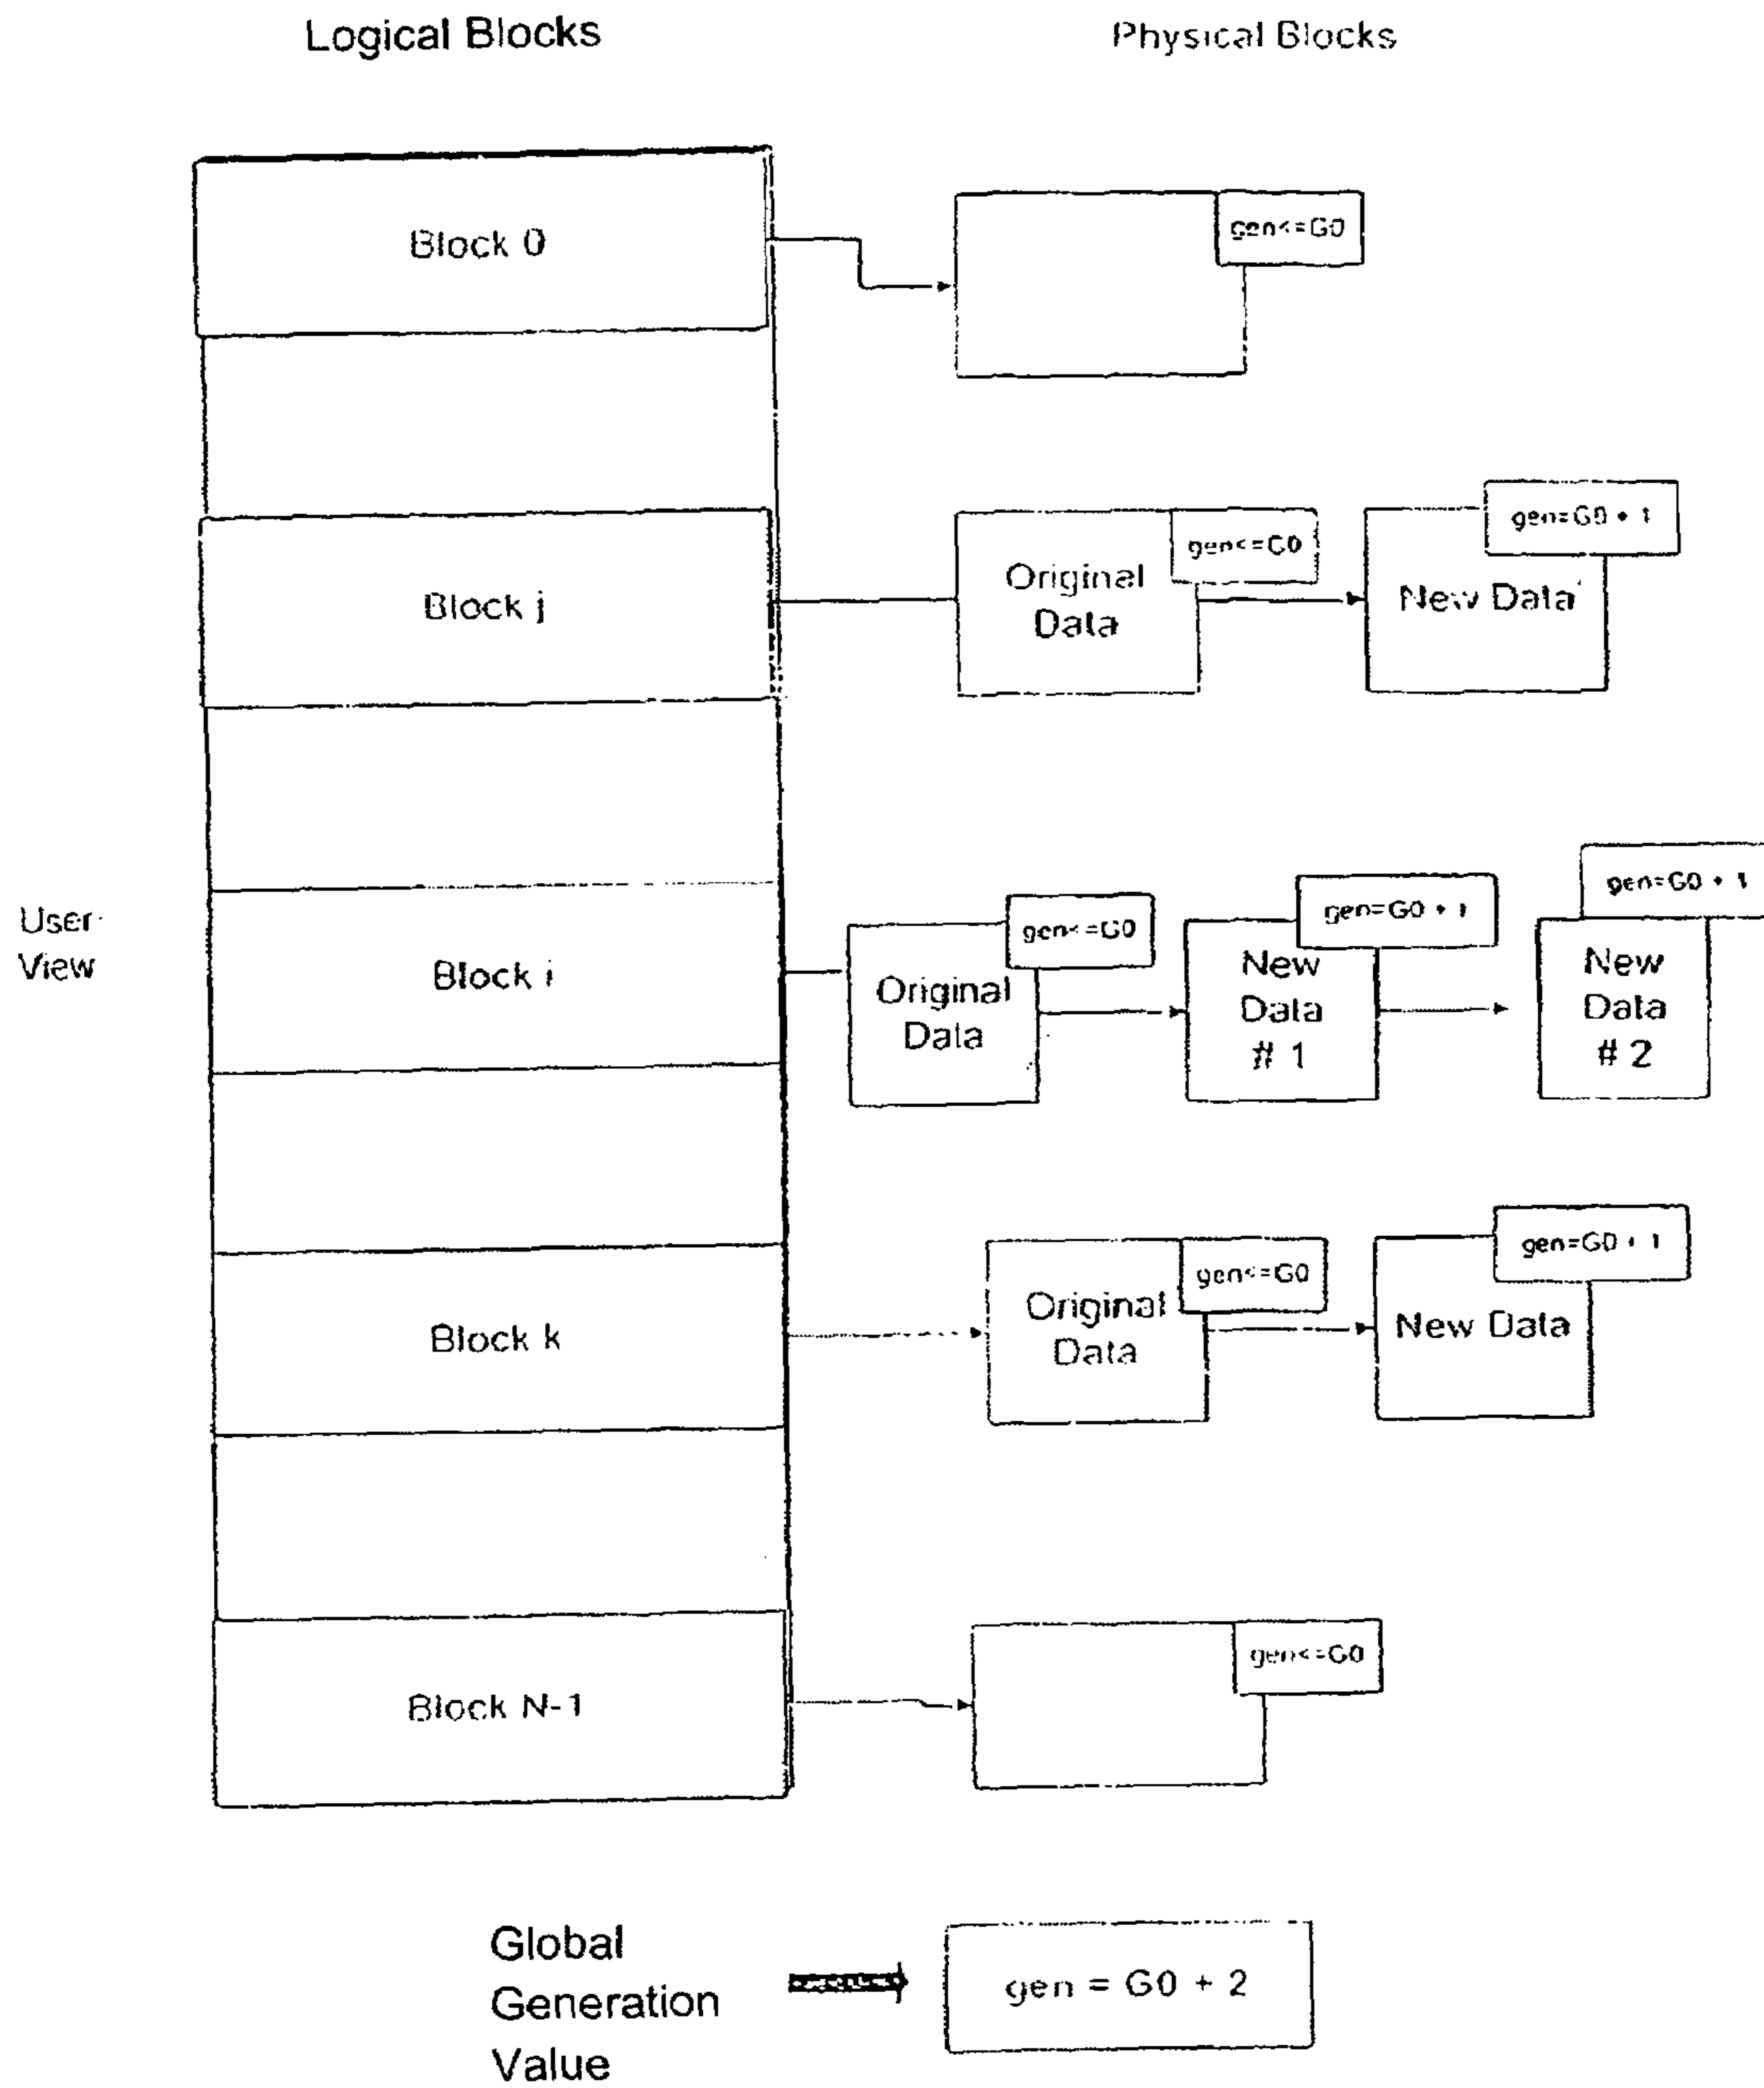 Logical Blocks
Physical Blocks
Block 0
gen<=G0
Block j
Original
Data
gen<=G0
New Data
gen=G0 + 1
User
View
Block i
Original
Data
gen<=G0
New
Data
# 1
gen=G0 + 1
New
Data
# 2
gen=G0 + 1
Block k
Original
Data
gen<=G0
New Data
gen=G0 + 1
Block N-1
gen<=G0
Global
Generation
Value
gen = G0 + 2